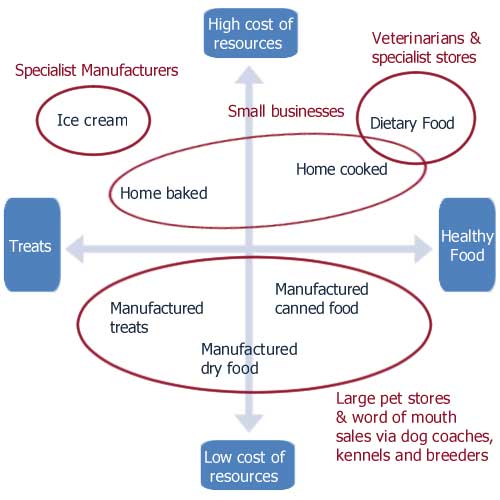 High cost of
resources
Veterinarians &
specialist stores
Specialist Manufacturers
Small businesses
Ice cream
Dietary Food
Home cooked
Home baked
Treats
Healthy
Food
Manufactured
canned food
Manufactured
treats
Manufactured
dry food
Large pet stores
& word of mouth
sales via dog coaches,
kennels and breeders
Low cost of
resources